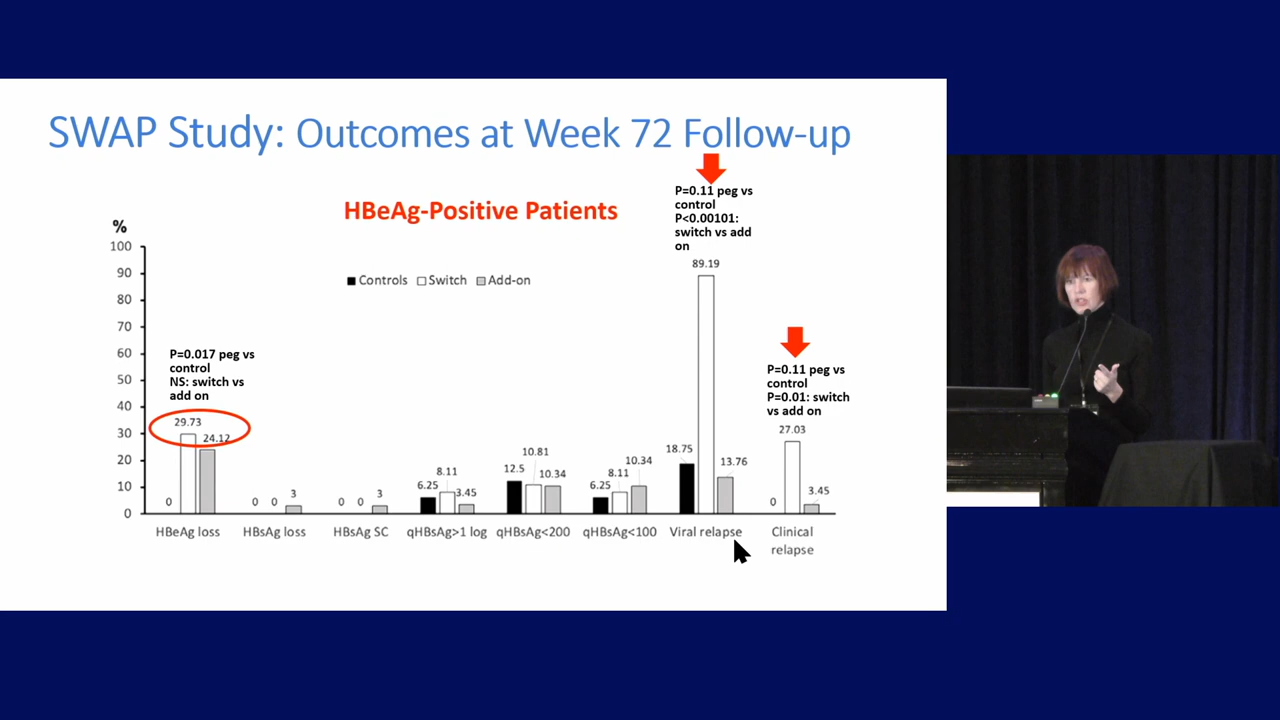 SWAP Study: Outcomes at Week 72 Follow-up
HBeAg-Positive Patients
P=0.11 peg vs
control
P<0.00101:
switch vs add
on
%
100
90
80
70
60
50
40
30
20
10
0
Controls Switch Add-on
P=0.017 peg vs
control
NS: switch vs
add on
P=0.11 peg vs
control
P=0.01: switch
vs add on
0 29.73 24.12
0 0 3
0 0 3
6.25 8.11 3.45
12.5 10.81 10.34
6.25 8.11 10.34
18.75 89.19 13.76
0 27.03 3.45
HBeAg loss HBsAg loss HBsAg SC qHBsAg>1 log qHBsAg<200 qHBsAg<100 Viral relapse Clinical
relapse